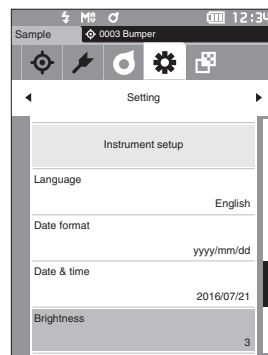 12:34
Sample
0003 Bumper
Setting
Instrument setup
Language
English
Date format
yyyy/mm/dd
Date & time
2016/07/21
Brightness
3